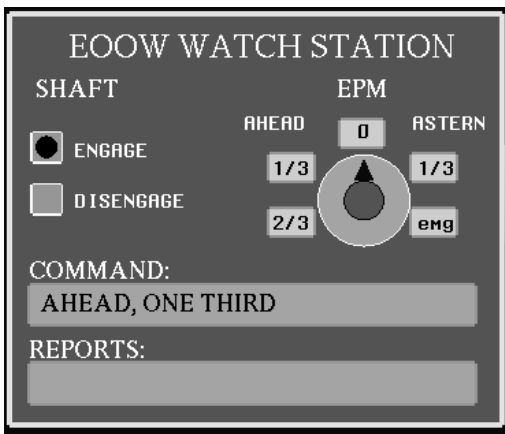 EOOW WATCH STATION
SHAFT
EPM
AHEAD
0
ASTERN
ENGAGE
1/3
1/3
DISENGAGE
2/3
emg
COMMAND:
AHEAD, ONE THIRD
REPORTS: